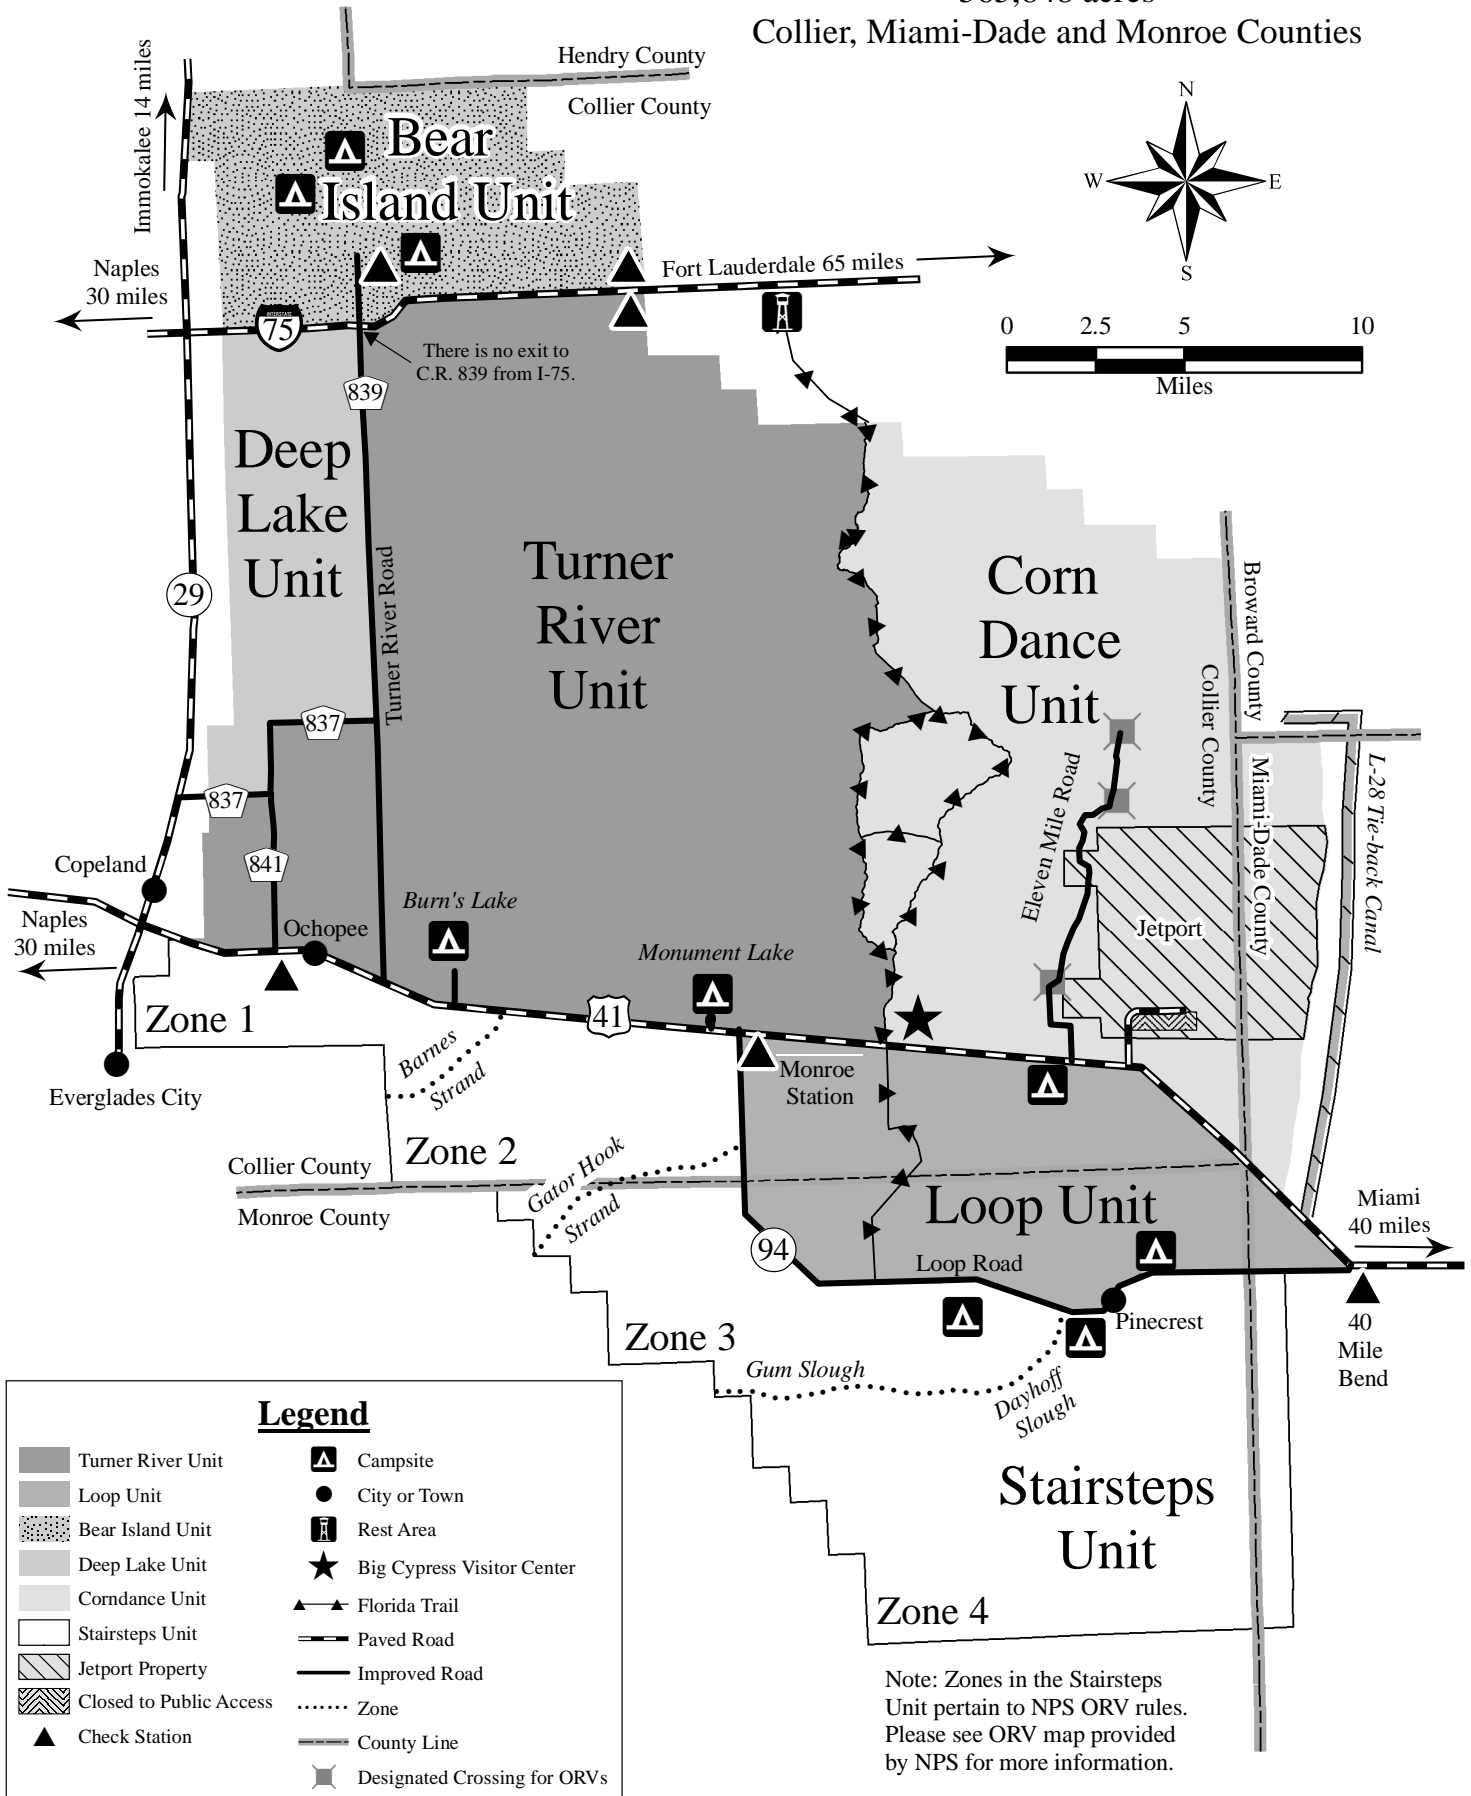 Collier, Miami-Dade and Monroe Counties
Hendry County
Collier County
Immokalee 14 miles
Bear
Island Unit
N
W
E
S
Naples
30 miles
Fort Lauderdale 65 miles
INTERSTATE
75
There is no exit to
C.R. 839 from I-75.
0
2.5
5
10
Miles
839
Deep
Lake
Unit
Turner River Road
29
Turner
River
Unit
Corn
Dance
Unit
Broward County
Collier County
Miami-Dade County
L-28 Tie-back Canal
837
837
841
Eleven Mile Road
Jetport
Copeland
Naples
30 miles
Ochopee
Burn's Lake
Monument Lake
Zone 1
41
Everglades City
Barnes
Strand
Monroe
Station
Zone 2
Gator Hook
Strand
Collier County
Monroe County
Loop Unit
Miami
40 miles
94
Loop Road
Pinecrest
40
Mile
Bend
Zone 3
Gum Slough
Dayhoff
Slough
Stairsteps
Unit
Zone 4
Legend
Turner River Unit
Loop Unit
Bear Island Unit
Deep Lake Unit
Corndance Unit
Stairsteps Unit
Jetport Property
Closed to Public Access
Check Station
Campsite
City or Town
Rest Area
Big Cypress Visitor Center
Florida Trail
Paved Road
Improved Road
Zone
County Line
Designated Crossing for ORVs
Note: Zones in the Stairsteps
Unit pertain to NPS ORV rules.
Please see ORV map provided
by NPS for more information.